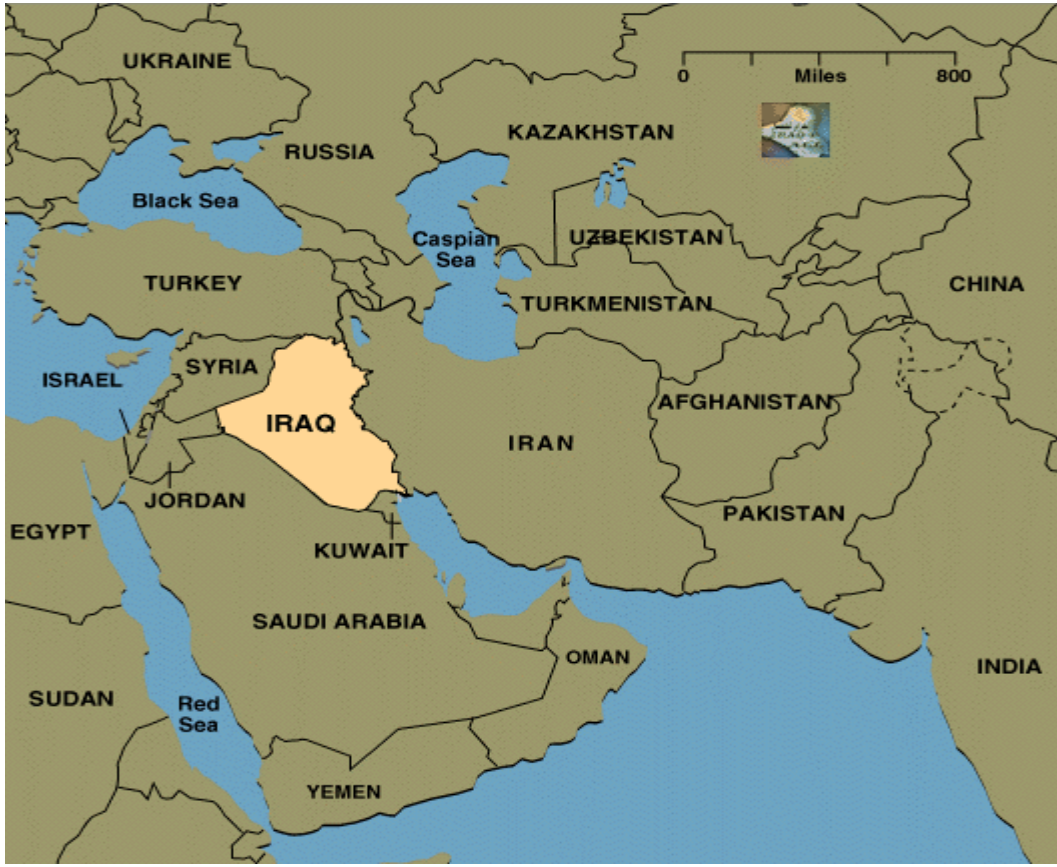 UKRAINE
0 Miles 800
KAZAKHSTAN
RUSSIA
IRAQ
Black Sea
Caspian
Sea
UZBEKISTAN
TURKEY
CHINA
TURKMENISTAN
SYRIA
ISRAEL
AFGHANISTAN
IRAQ
IRAN
JORDAN
PAKISTAN
EGYPT
KUWAIT
SAUDI ARABIA
OMAN
INDIA
SUDAN
Red
Sea
YEMEN